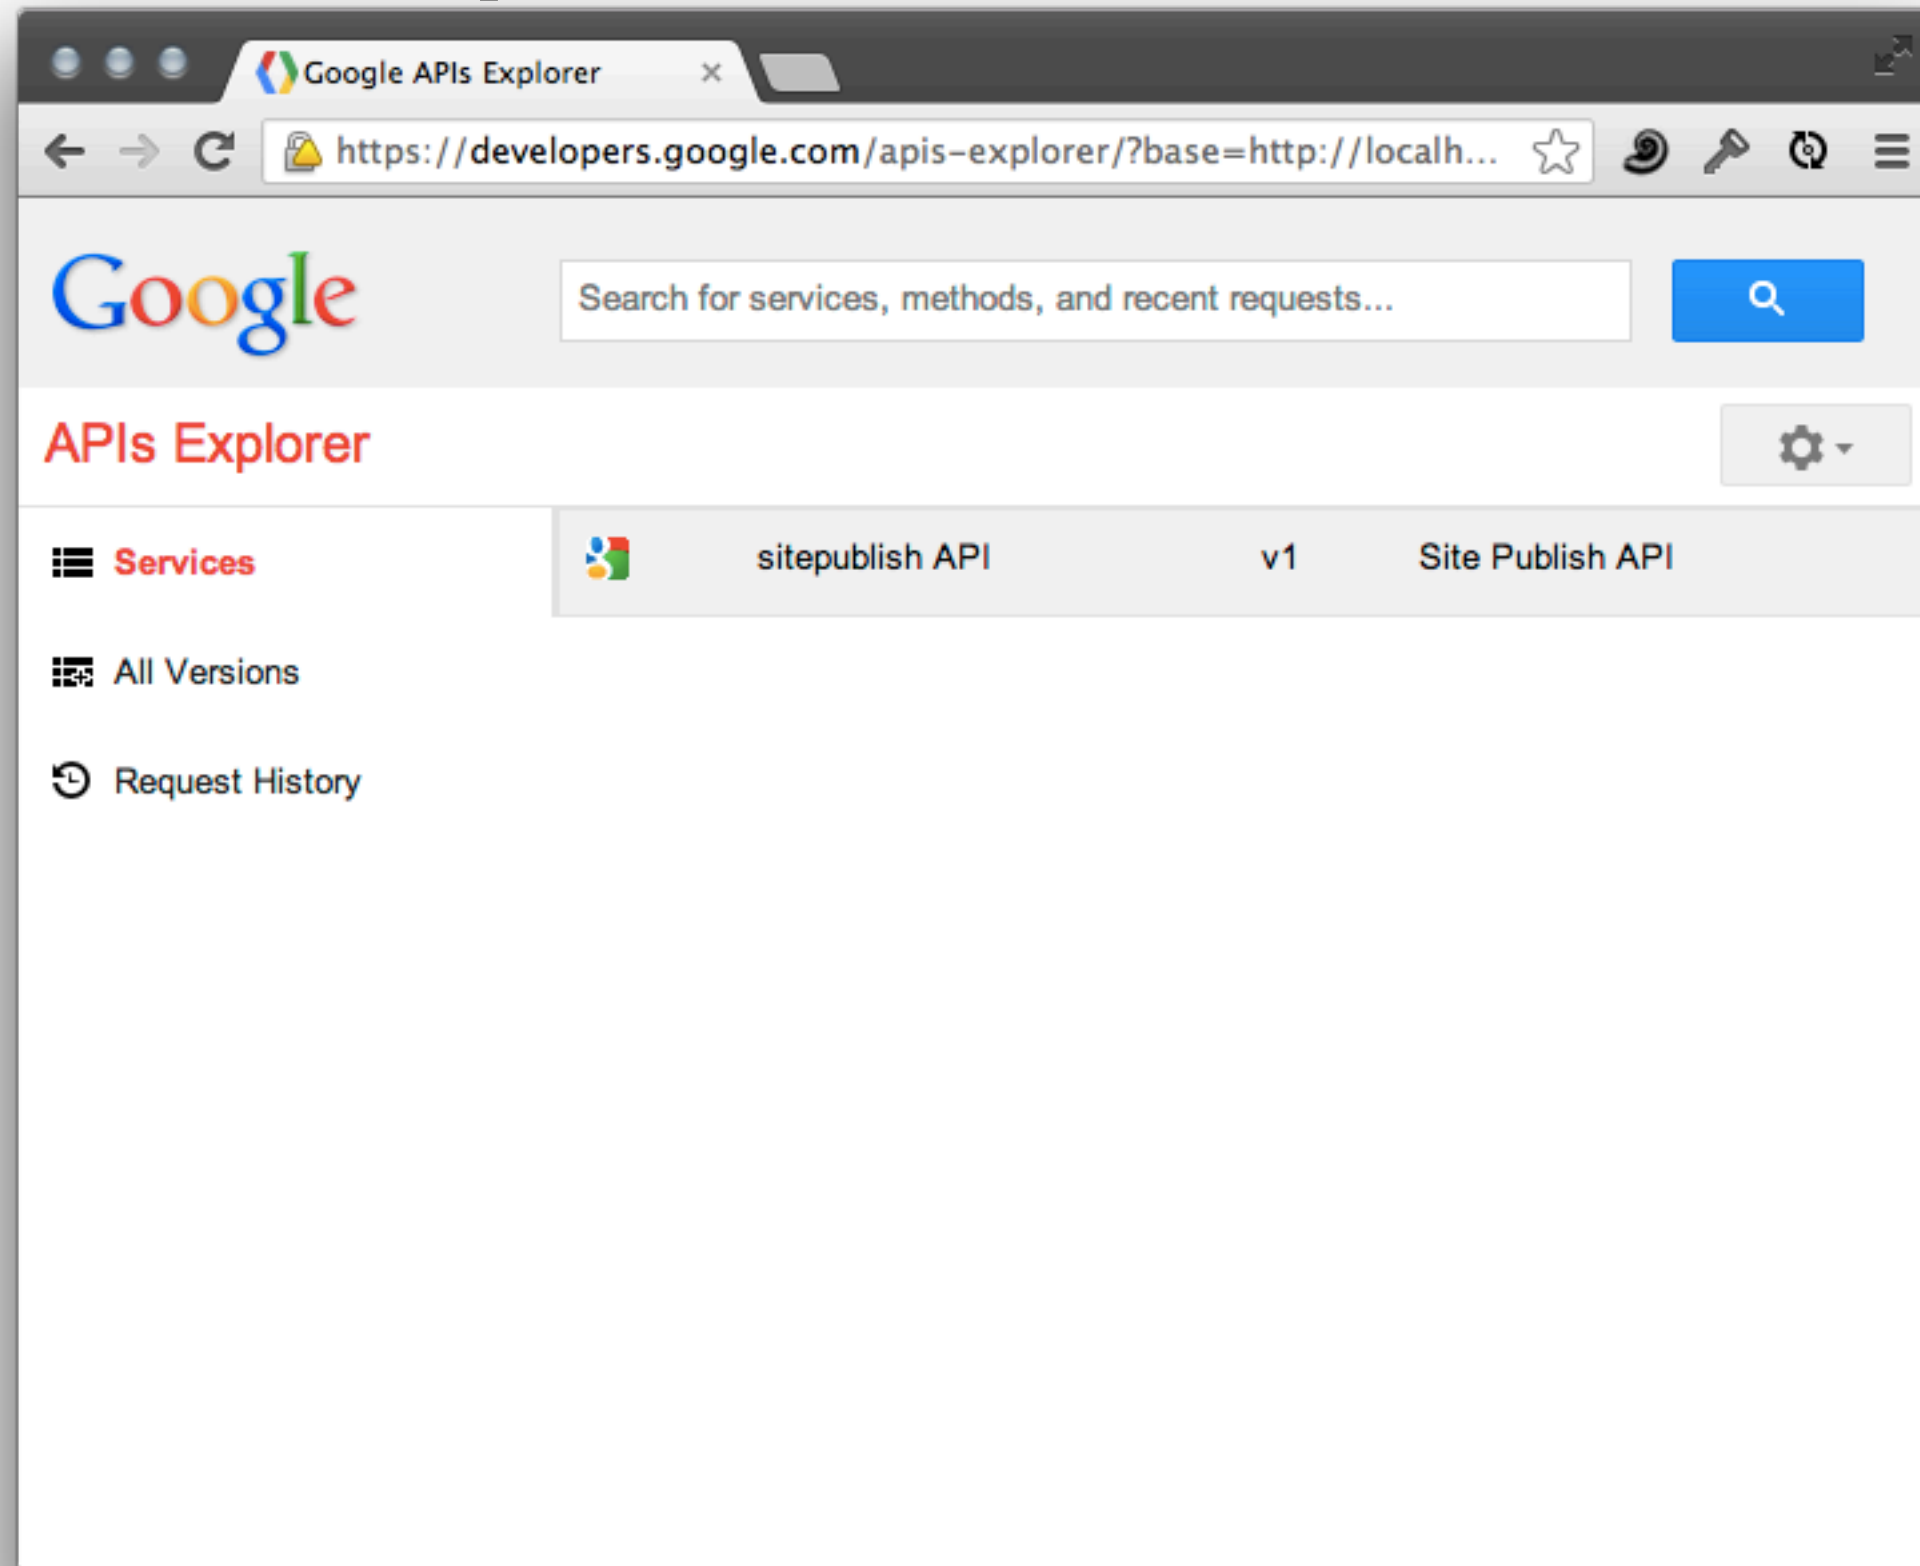 Google APIs Explorer
https://developers.google.com/apis-explorer/?base=http://localh...
Google
Search for services, methods, and recent requests...
APIs Explorer
Services
sitepublish API v1 Site Publish API
All Versions
Request History